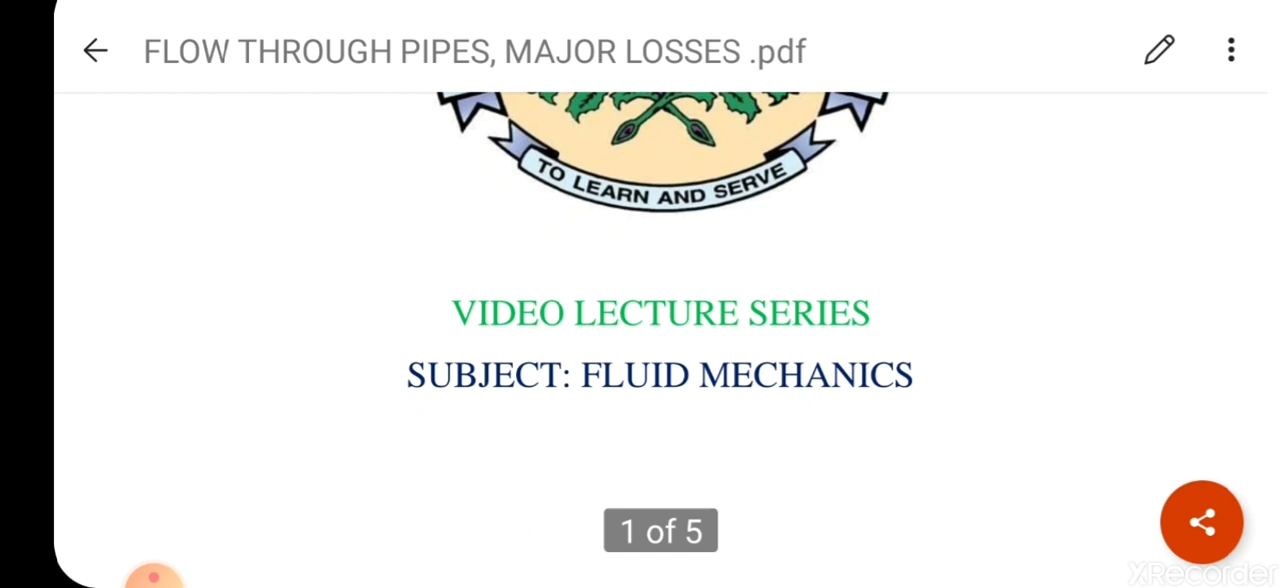 FLOW THROUGH PIPES, MAJOR LOSSES .pdf
TO LEARN AND SERVE
VIDEO LECTURE SERIES
SUBJECT: FLUID MECHANICS
1 of 5
XRecorder